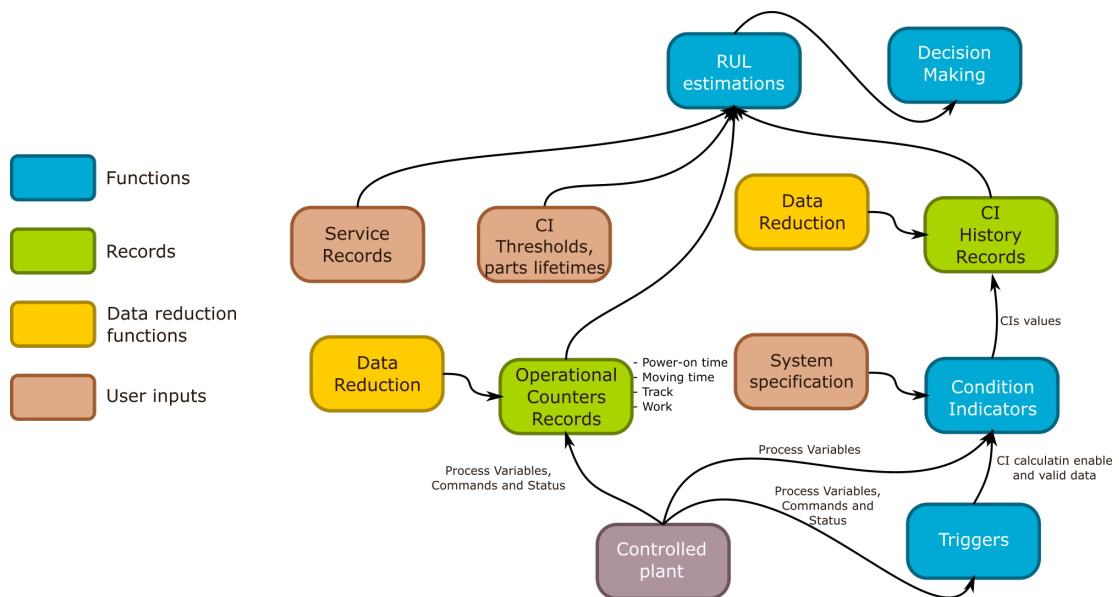 RUL
estimations
Decision
Making
Functions
Records
Data reduction
functions
User inputs
Service
Records
CI
Thresholds,
parts lifetimes
Data
Reduction
CI
History
Records
CIs values
Data
Reduction
Operational
Counters
Records
- Power-on time
- Moving time
- Track
- Work
System
specification
Condition
Indicators
Process Variables,
Commands and Status
Process Variables
CI calculatin enable
and valid data
Process Variables,
Commands and
Status
Controlled
plant
Triggers